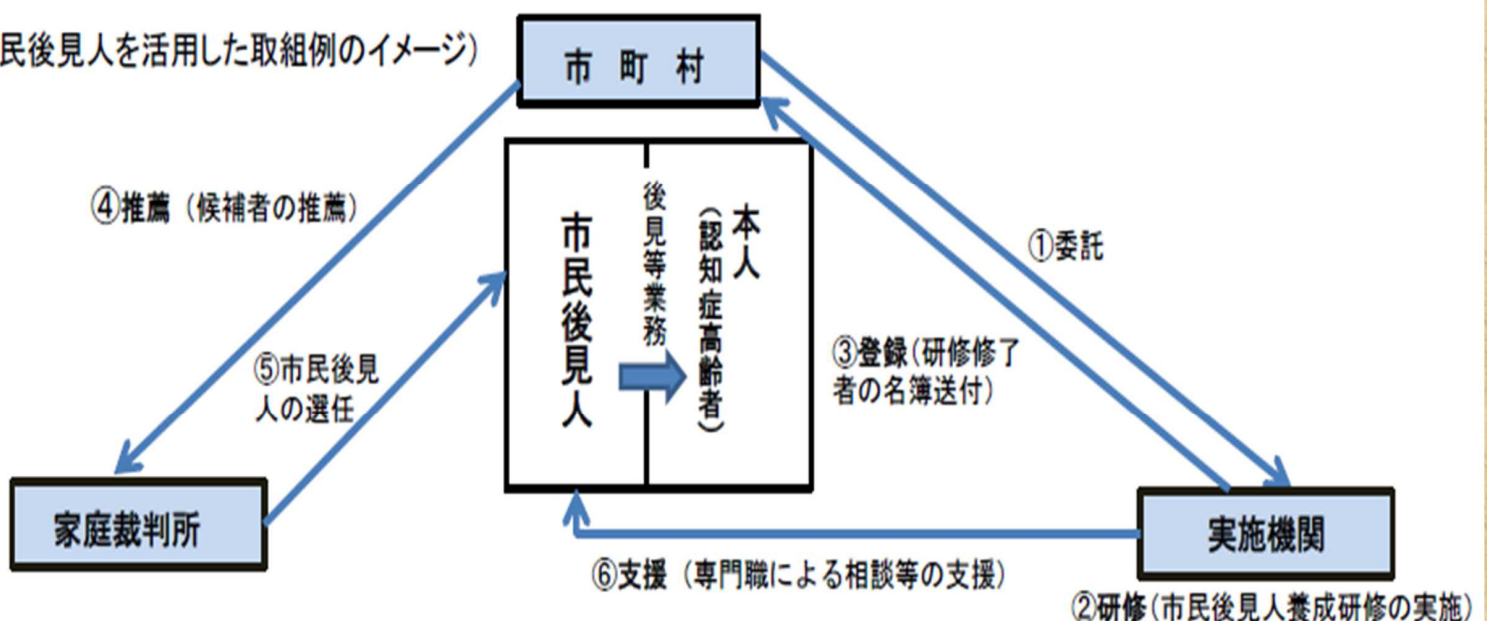 民後見人を活用した取組例のイメージ)
市 町 村
④推薦(候補者の推薦)
①委託
市民後見人
後見等業務
本人
(認知症高齢者)
③登録(研修修了
者の名簿送付)
⑤市民後見
人の選任
家庭裁判所
実施機関
⑥支援(専門職による相談等の支援)
②研修(市民後見人養成研修の実施)